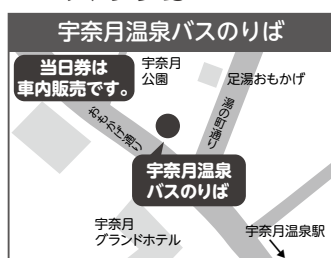 宇奈月温泉バスのりば
当日券は
車内販売です。
宇奈月
公園
足湯おもかげ
おもかげ通り
湯の町通り
宇奈月温泉
バスのりば
宇奈月
グランドホテル
宇奈月温泉駅